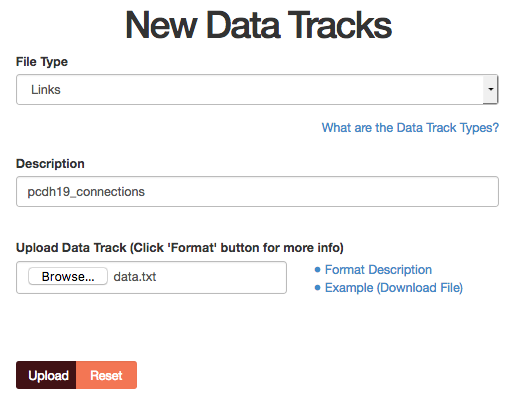 New Data Tracks
File Type
Links
What are the Data Track Types?
Description
pcdh19_connections
Upload Data Track (Click 'Format' button for more info)
Browse... data.txt
• Format Description
• Example (Download File)
Upload Reset